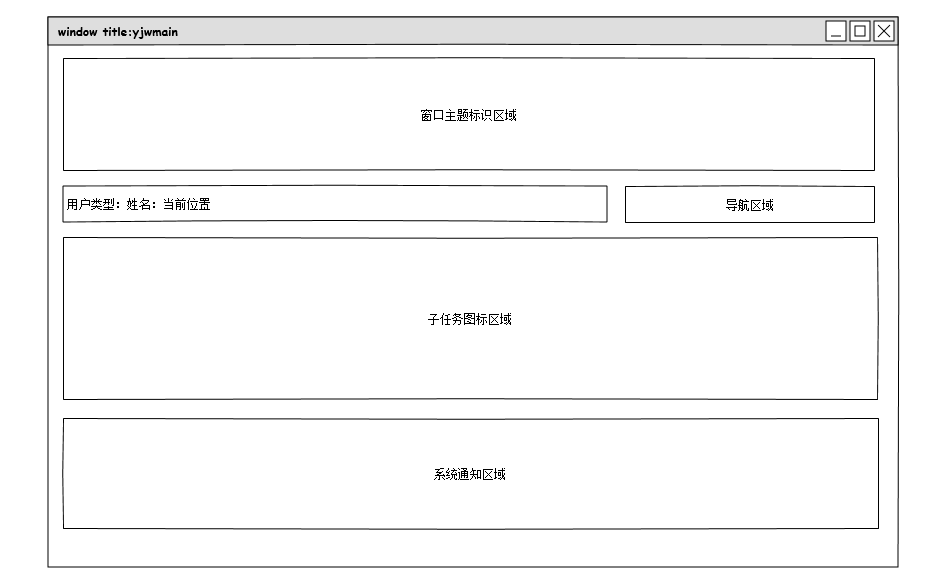 window title:yjwmain
窗口主题标识区域
用户类型：姓名：当前位置
导航区域
子任务图标区域
系统通知区域